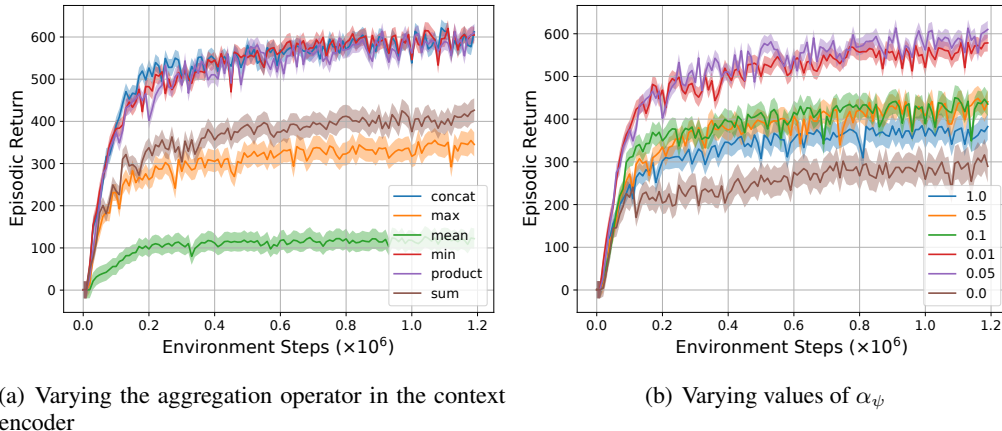 600
500
400
300
200
100
0
Episodic Return
0.0 0.2 0.4 0.6 0.8 1.0 1.2
Environment Steps (×10⁶)
concat
max
mean
min
product
sum
600
500
400
300
200
100
0
Episodic Return
0.0 0.2 0.4 0.6 0.8 1.0 1.2
Environment Steps (×10⁶)
1.0
0.5
0.1
0.01
0.05
0.0
(a) Varying the aggregation operator in the context
encoder
(b) Varying values of αψ